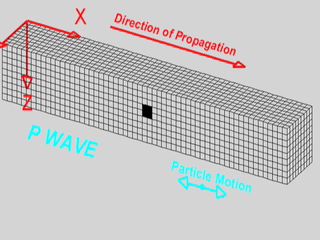 X
Direction of Propagation
Z
P WAVE
Particle Motion